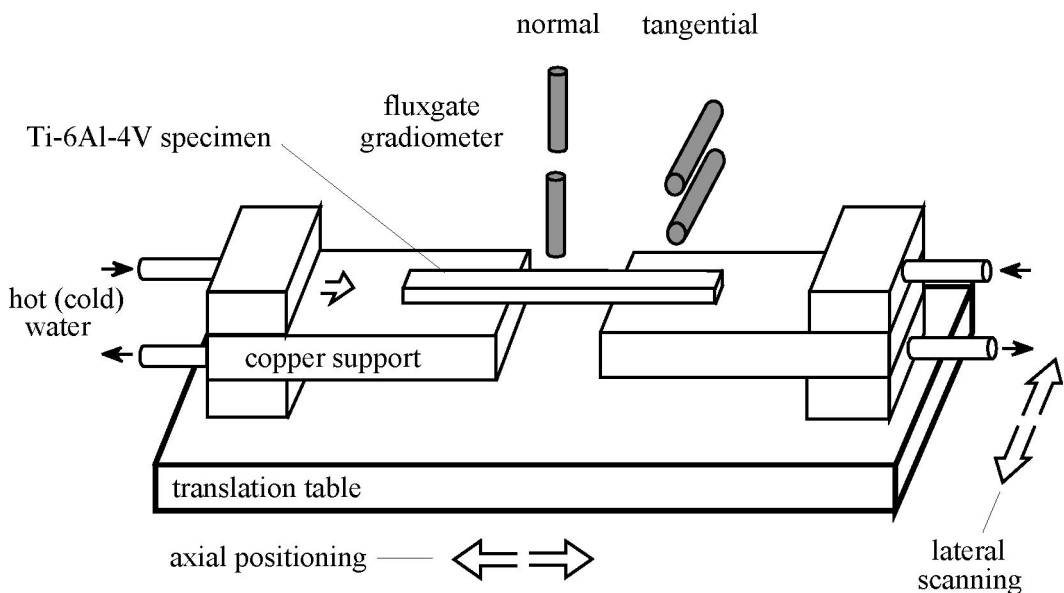 normal
tangential
fluxgate
gradiometer
Ti-6Al-4V specimen
hot (cold)
water
copper support
translation table
axial positioning
lateral
scanning